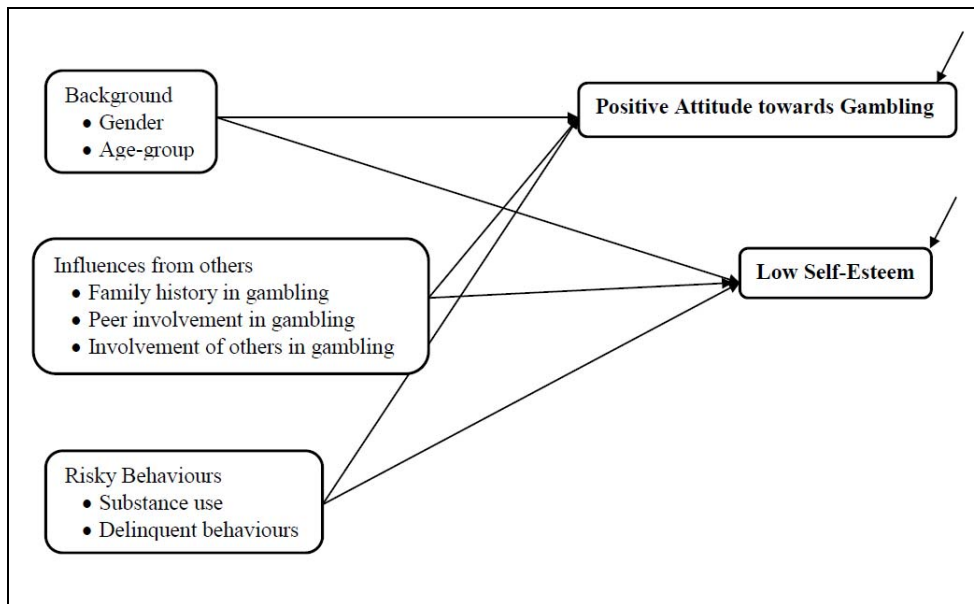 Background
• Gender
• Age-group
Positive Attitude towards Gambling
Influences from others
• Family history in gambling
• Peer involvement in gambling
• Involvement of others in gambling
Low Self-Esteem
Risky Behaviours
• Substance use
• Delinquent behaviours